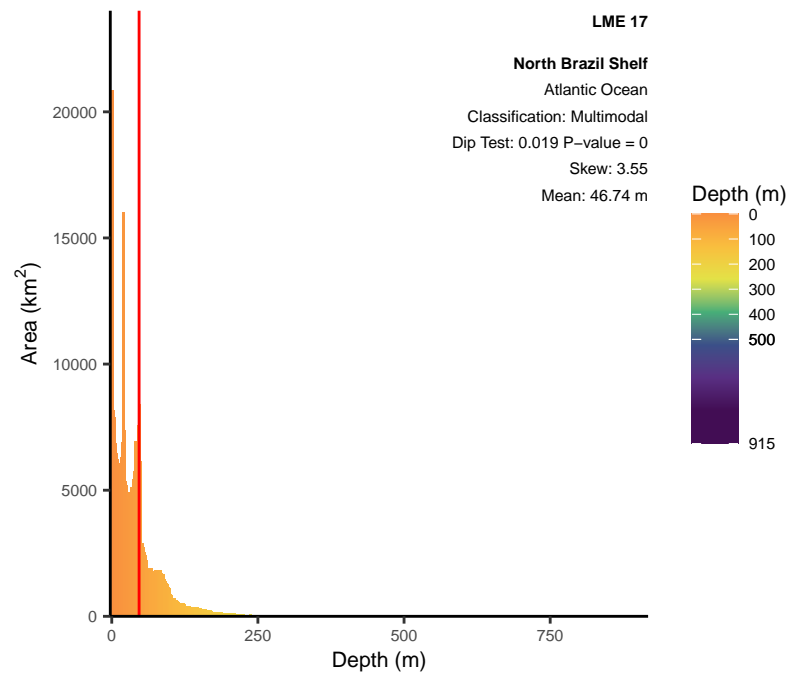 LME 17
North Brazil Shelf
Atlantic Ocean
Classification: Multimodal
Dip Test: 0.019 P−value = 0
Skew: 3.55
Mean: 46.74 m
Area (km²)
20000
15000
10000
5000
0
0
250
500
750
Depth (m)
Depth (m)
0
100
200
300
400
500
915